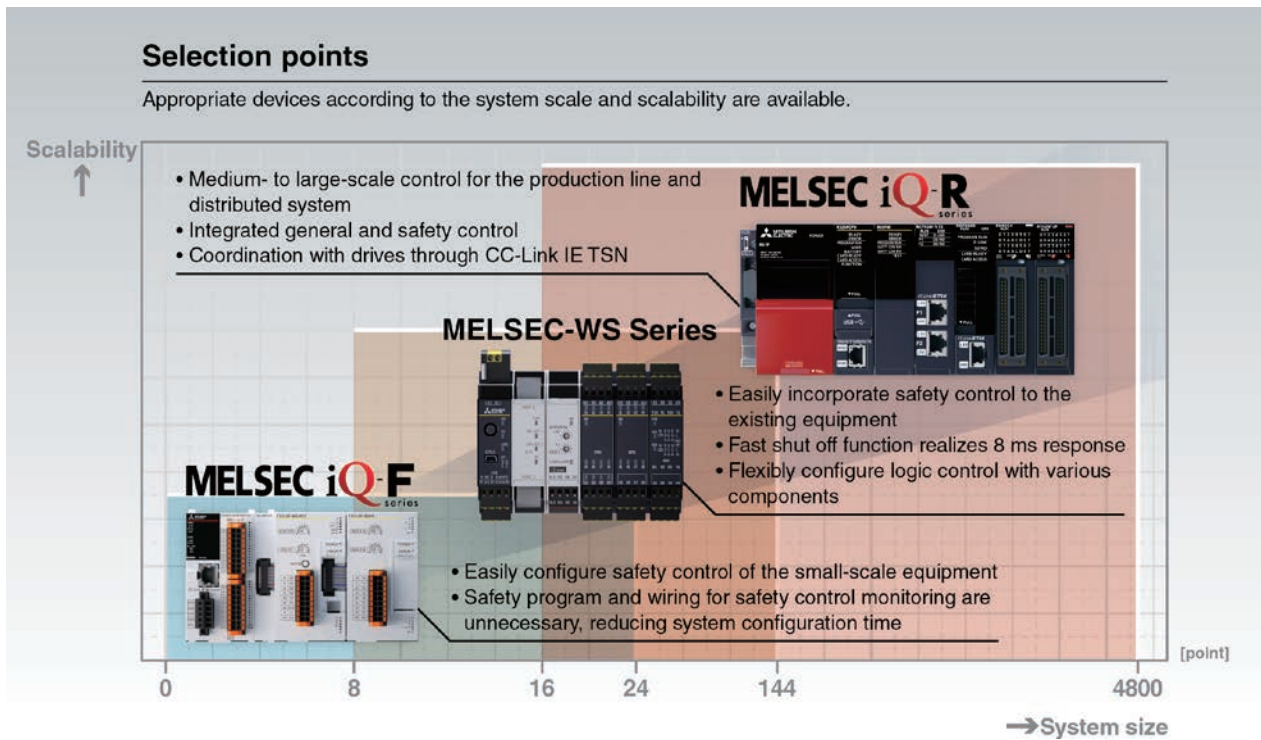 Selection points
Appropriate devices according to the system scale and scalability are available.
Scalability
• Medium- to large-scale control for the production line and
distributed system
• Integrated general and safety control
• Coordination with drives through CC-Link IE TSN
MELSEC iQ-R
series
MELSEC-WS Series
• Easily incorporate safety control to the
existing equipment
• Fast shut off function realizes 8 ms response
• Flexibly configure logic control with various
components
MELSEC iQ-F
series
• Easily configure safety control of the small-scale equipment
• Safety program and wiring for safety control monitoring are
unnecessary, reducing system configuration time
[point]
0 8 16 24 144 4800
→System size